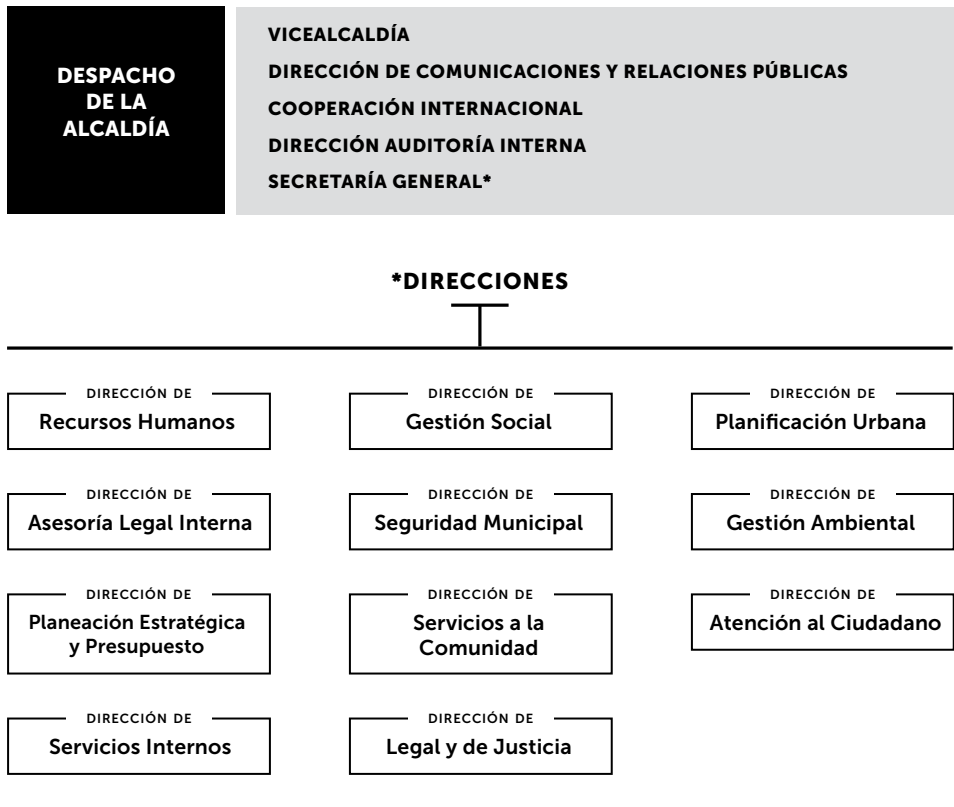 DESPACHO
DE LA
ALCALDÍA
VICEALCALDÍA
DIRECCIÓN DE COMUNICACIONES Y RELACIONES PÚBLICAS
COOPERACIÓN INTERNACIONAL
DIRECCIÓN AUDITORÍA INTERNA
SECRETARÍA GENERAL*
*DIRECCIONES
DIRECCIÓN DE
Recursos Humanos
DIRECCIÓN DE
Gestión Social
DIRECCIÓN DE
Planificación Urbana
DIRECCIÓN DE
Asesoría Legal Interna
DIRECCIÓN DE
Seguridad Municipal
DIRECCIÓN DE
Gestión Ambiental
DIRECCIÓN DE
Planeación Estratégica
y Presupuesto
DIRECCIÓN DE
Servicios a la
Comunidad
DIRECCIÓN DE
Atención al Ciudadano
DIRECCIÓN DE
Servicios Internos
DIRECCIÓN DE
Legal y de Justicia